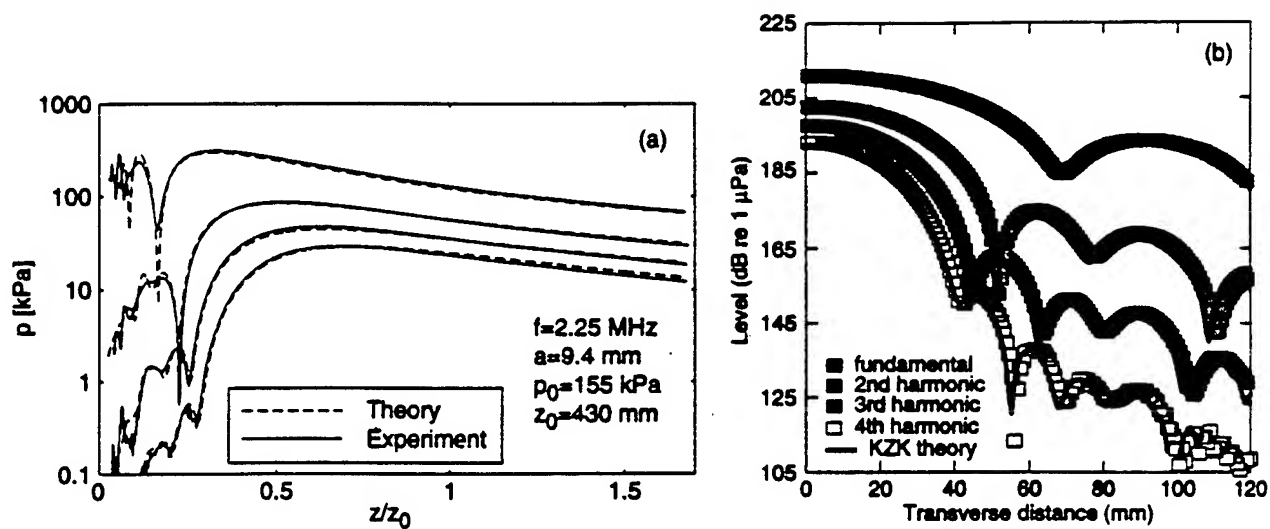 1000
100
10
1
0.1
p [kPa]
(a)
f=2.25 MHz
a=9.4 mm
p0=155 kPa
z0=430 mm
Theory
Experiment
0
0.5
1
1.5
z/z0
225
205
185
165
145
125
105
Level (dB re 1 μPa)
(b)
fundamental
2nd harmonic
3rd harmonic
4th harmonic
KZK theory
0
20
40
60
80
100
120
Transverse distance (mm)